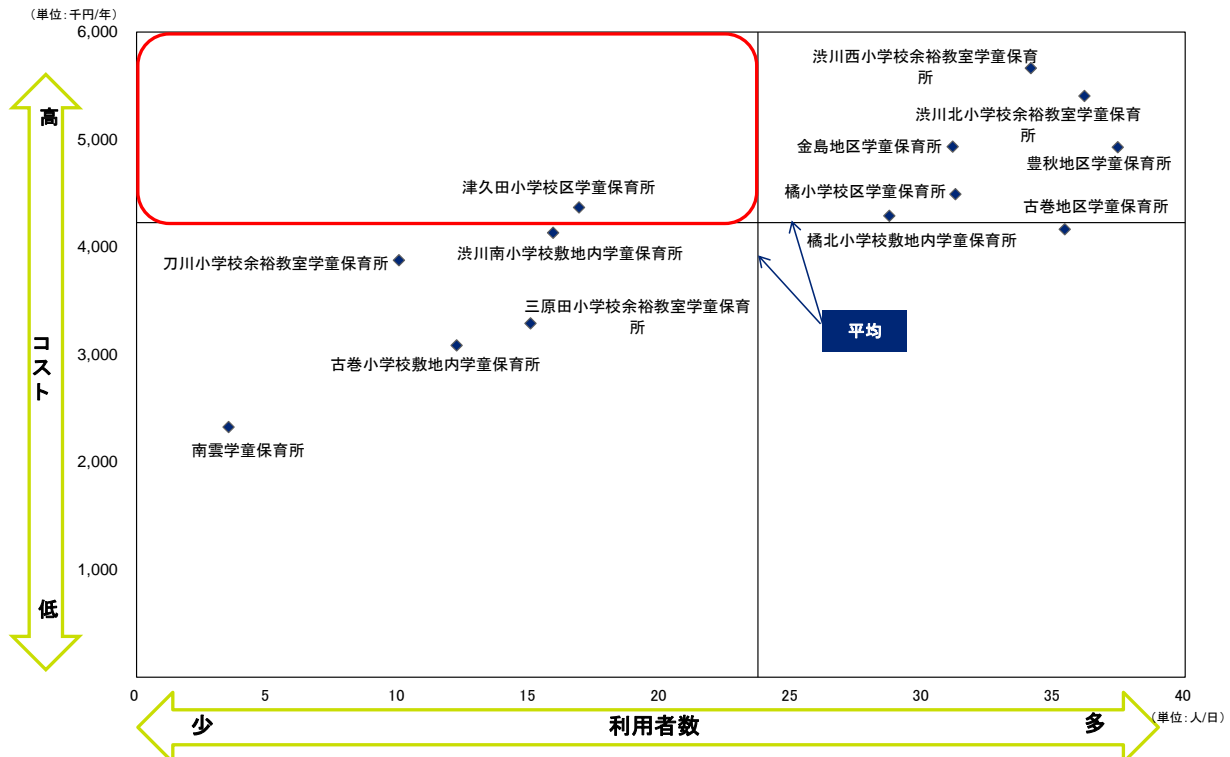 （単位：千円/年）
6,000
5,000
4,000
3,000
2,000
1,000
高
コスト
低
渋川西小学校余裕教室学童保育
所
渋川北小学校余裕教室学童保育
所
金島地区学童保育所
豊秋地区学童保育所
津久田小学校区学童保育所
橘小学校区学童保育所
古巻地区学童保育所
渋川南小学校敷地内学童保育所
橘北小学校敷地内学童保育所
刀川小学校余裕教室学童保育所
三原田小学校余裕教室学童保育
所
平均
古巻小学校敷地内学童保育所
南雲学童保育所
0 5 10 15 20 25 30 35 40
少 利用者数 多
（単位：人/日）